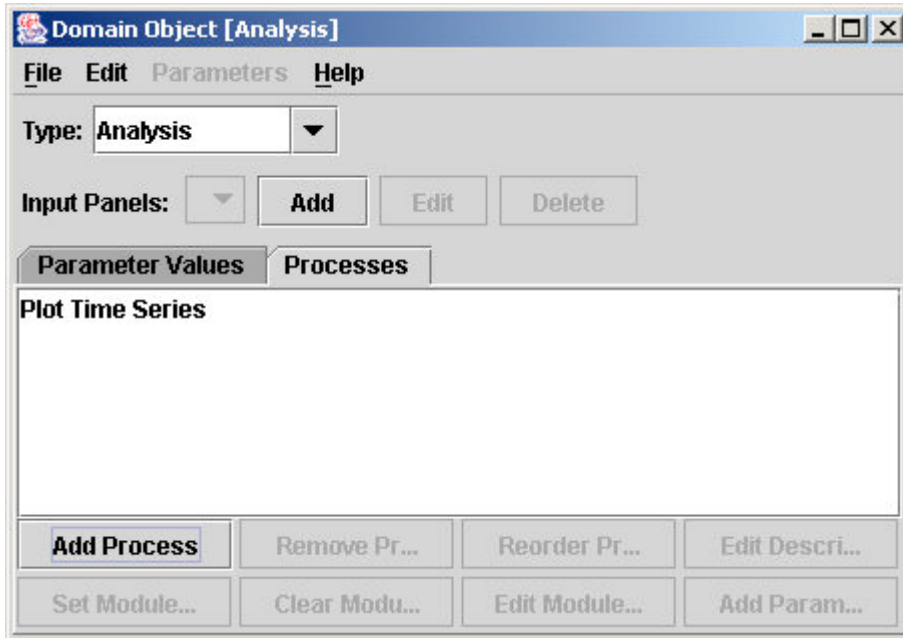 Domain Object [Analysis]
File Edit Parameters Help
Type: Analysis
Input Panels: Add Edit Delete
Parameter Values Processes
Plot Time Series
Add Process Remove Pr... Reorder Pr... Edit Descri...
Set Module... Clear Modu... Edit Module... Add Param...